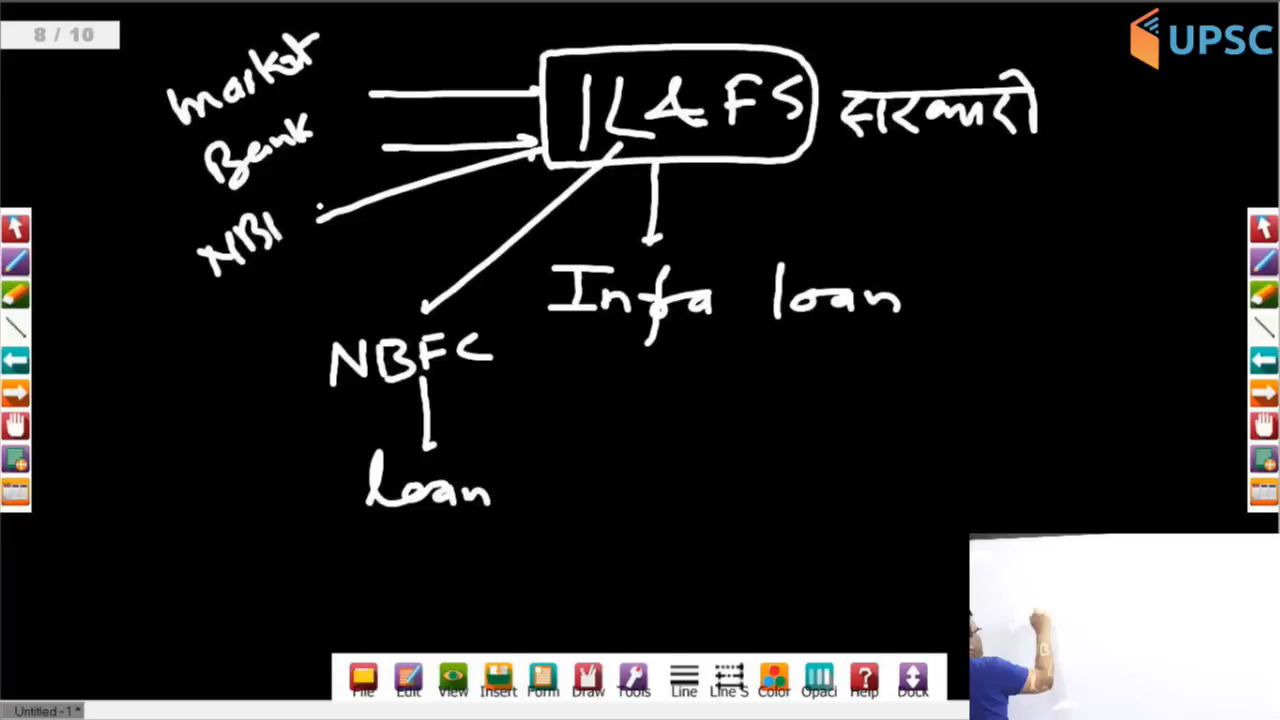 8 / 10
UPSC
Market
Bank
NBI
IL&FS
सरकारी
Infra loan
NBFC
loan
File Edit View Insert Form Draw Tools Line Line S Color Opaci Help Dock
Untitled - 1 *